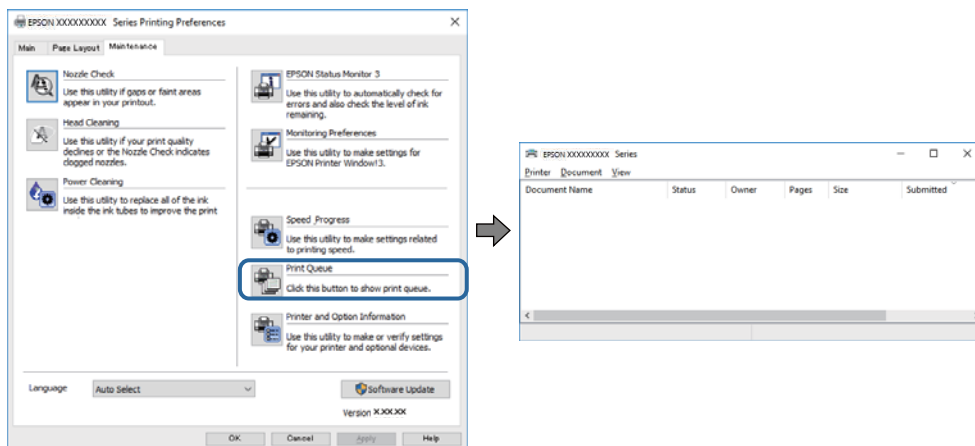 EPSON XXXXXXXXX Series Printing Preferences
Main Page Layout Maintenance
Nozzle Check
Use this utility if gaps or faint areas
appear in your printout.
Head Cleaning
Use this utility if your print quality
declines or the Nozzle Check indicates
clogged nozzles.
Power Cleaning
Use this utility to replace all of the ink
inside the ink tubes to improve the print
EPSON Status Monitor 3
Use this utility to automatically check for
errors and also check the level of ink
remaining.
Monitoring Preferences
Use this utility to make settings for
EPSON Printer Window!3.
Speed Progress
Use this utility to make settings related
to printing speed.
Print Queue
Click this button to show print queue.
Printer and Option Information
Use this utility to make or verify settings
for your printer and optional devices.
Language Auto Select
Software Update
Version X.XX.XX
OK Cancel Apply Help
EPSON XXXXXXXXX Series
Printer Document View
Document Name Status Owner Pages Size Submitted